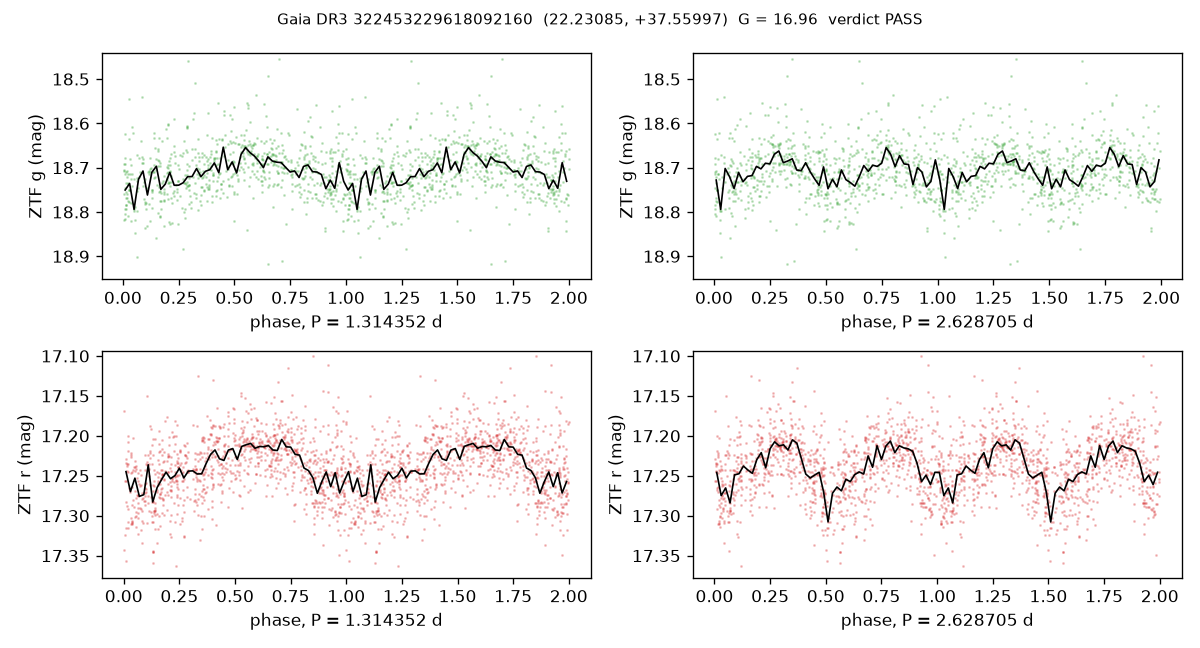 Gaia DR3 322453229618092160 (22.23085, +37.55997) G = 16.96 verdict PASS
ZTF g (mag)
18.5
18.6
18.7
18.8
18.9
0.00 0.25 0.50 0.75 1.00 1.25 1.50 1.75 2.00
phase, P = 1.314352 d
ZTF g (mag)
18.5
18.6
18.7
18.8
18.9
0.00 0.25 0.50 0.75 1.00 1.25 1.50 1.75 2.00
phase, P = 2.628705 d
ZTF r (mag)
17.10
17.15
17.20
17.25
17.30
17.35
0.00 0.25 0.50 0.75 1.00 1.25 1.50 1.75 2.00
phase, P = 1.314352 d
ZTF r (mag)
17.10
17.15
17.20
17.25
17.30
17.35
0.00 0.25 0.50 0.75 1.00 1.25 1.50 1.75 2.00
phase, P = 2.628705 d